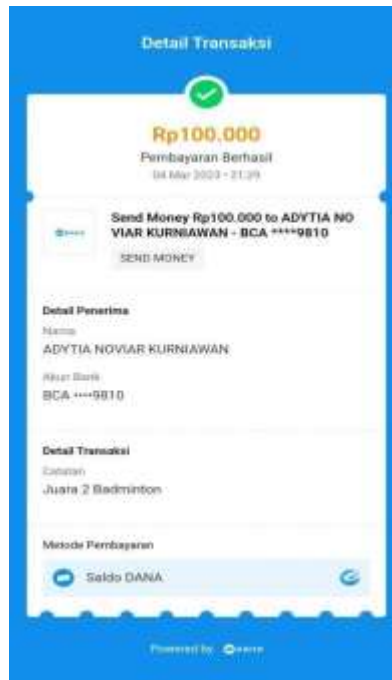 Detail Transaksi
Rp100.000
Pembayaran Berhasil
04 Mar 2023 • 21:29
Send Money Rp100.000 to ADYTIA NO
VIAR KURNIAWAN - BCA ****9810
SEND MONEY
Detail Penerima
Nama
ADYTIA NOVIAR KURNIAWAN
Akun Bank
BCA ••••9810
Detail Transaksi
Catatan
Juara 2 Badminton
Metode Pembayaran
Saldo DANA
Powered by DANA